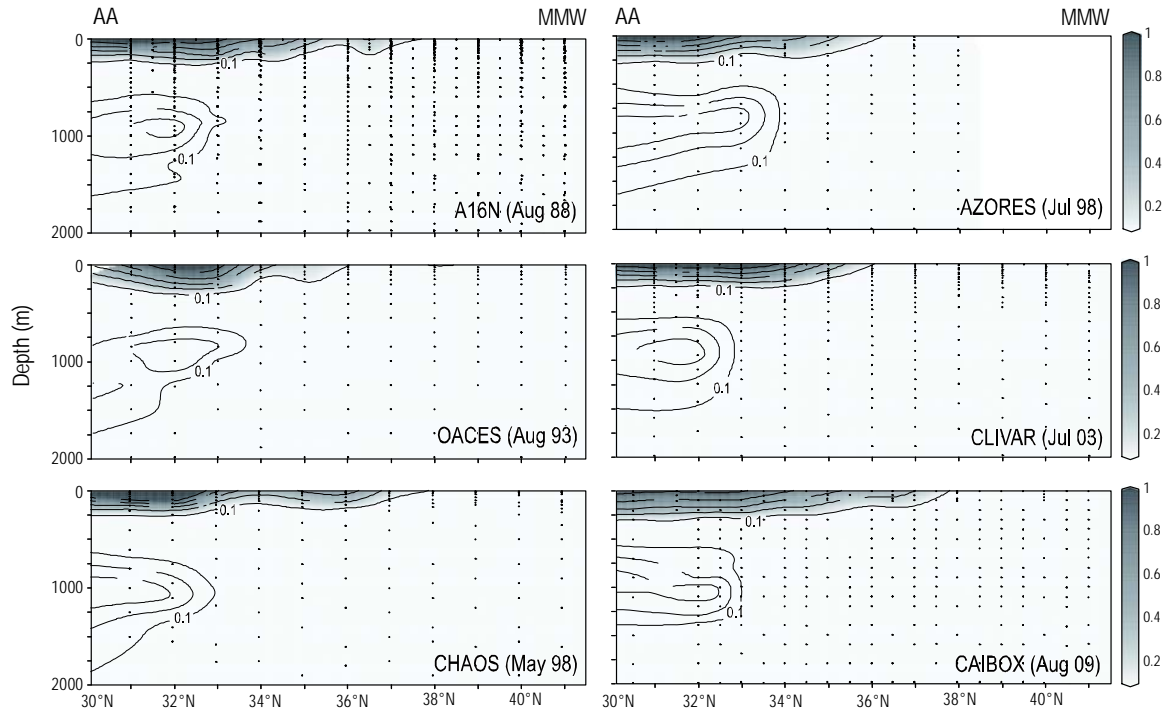 AA MMW AA MMW
0 0.1 1
1000 0.1 0.1 0.8
0.1 0.6
0.4
0.2
2000 A16N (Aug 88) AZORES (Jul 98)
0 0.1 0.1 1
Depth (m) 0.8
1000 0.1 0.1 0.6
0.4
2000 OACES (Aug 93) CLIVAR (Jul 03) 0.2
0 0.1 0.1 1
0.8
1000 0.1 0.1 0.6
0.4
CHAOS (May 98) CAIBOX (Aug 09) 0.2
2000
30°N 32°N 34°N 36°N 38°N 40°N 30°N 32°N 34°N 36°N 38°N 40°N